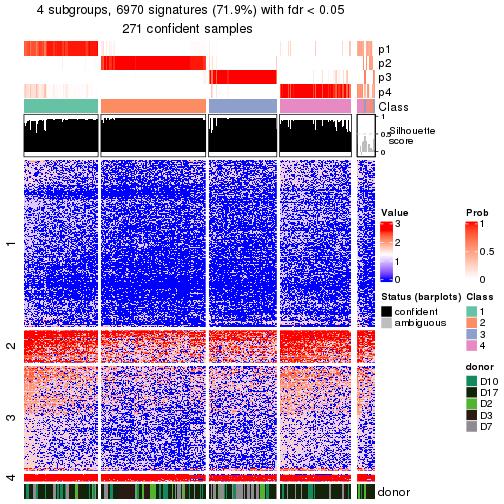 4 subgroups, 6970 signatures (71.9%) with fdr < 0.05
271 confident samples
p1
p2
p3
p4
Class
1
0.5
0
Silhouette
score
1
2
3
4
donor
Value
3
2
1
0
Prob
1
0.5
0
Status (barplots)
confident
ambiguous
Class
1
2
3
4
donor
D10
D17
D2
D3
D7